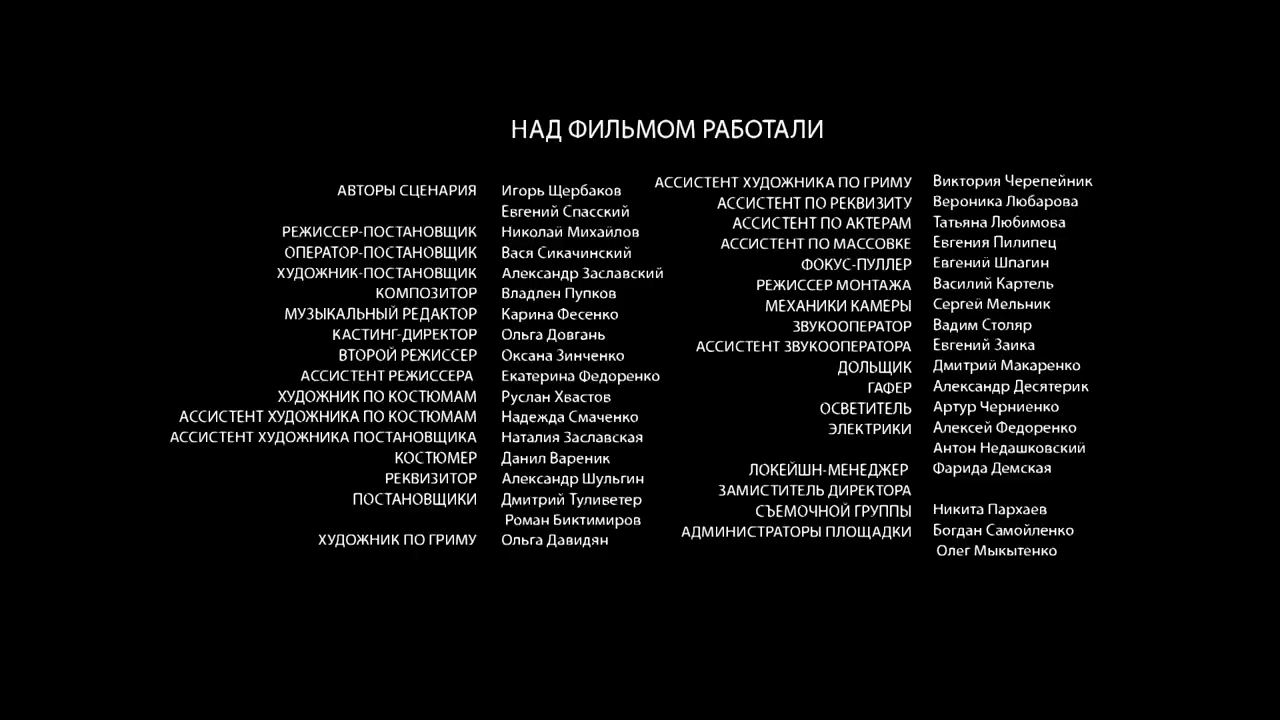 НАД ФИЛЬМОМ РАБОТАЛИ
АВТОРЫ СЦЕНАРИЯ Игорь Щербаков
Евгений Спасский
РЕЖИССЕР-ПОСТАНОВЩИК Николай Михайлов
ОПЕРАТОР-ПОСТАНОВЩИК Вася Сикачинский
ХУДОЖНИК-ПОСТАНОВЩИК Александр Заславский
КОМПОЗИТОР Владлен Пупков
МУЗЫКАЛЬНЫЙ РЕДАКТОР Карина Фесенко
КАСТИНГ-ДИРЕКТОР Ольга Довгань
ВТОРОЙ РЕЖИССЕР Оксана Зинченко
АССИСТЕНТ РЕЖИССЕРА Екатерина Федоренко
ХУДОЖНИК ПО КОСТЮМАМ Руслан Хвастов
АССИСТЕНТ ХУДОЖНИКА ПО КОСТЮМАМ Надежда Смаченко
АССИСТЕНТ ХУДОЖНИКА ПОСТАНОВЩИКА Наталия Заславская
КОСТЮМЕР Данил Вареник
РЕКВИЗИТОР Александр Шульгин
ПОСТАНОВЩИКИ Дмитрий Туливетер
Роман Биктимиров
ХУДОЖНИК ПО ГРИМУ Ольга Давидян
АССИСТЕНТ ХУДОЖНИКА ПО ГРИМУ Виктория Черепейник
АССИСТЕНТ ПО РЕКВИЗИТУ Вероника Любарова
АССИСТЕНТ ПО АКТЕРАМ Татьяна Любимова
АССИСТЕНТ ПО МАССОВКЕ Евгения Пилипец
ФОКУС-ПУЛЛЕР Евгений Шпагин
РЕЖИССЕР МОНТАЖА Василий Картель
МЕХАНИКИ КАМЕРЫ Сергей Мельник
ЗВУКООПЕРАТОР Вадим Столяр
АССИСТЕНТ ЗВУКООПЕРАТОРА Евгений Заика
ДОЛЬЩИК Дмитрий Макаренко
ГАФЕР Александр Десятерик
ОСВЕТИТЕЛЬ Артур Черниенко
ЭЛЕКТРИКИ Алексей Федоренко
Антон Недашковский
ЛОКЕЙШН-МЕНЕДЖЕР Фарида Демская
ЗАМИСТИТЕЛЬ ДИРЕКТОРА
СЪЕМОЧНОЙ ГРУППЫ Никита Пархаев
АДМИНИСТРАТОРЫ ПЛОЩАДКИ Богдан Самойленко
Олег Мыкытенко